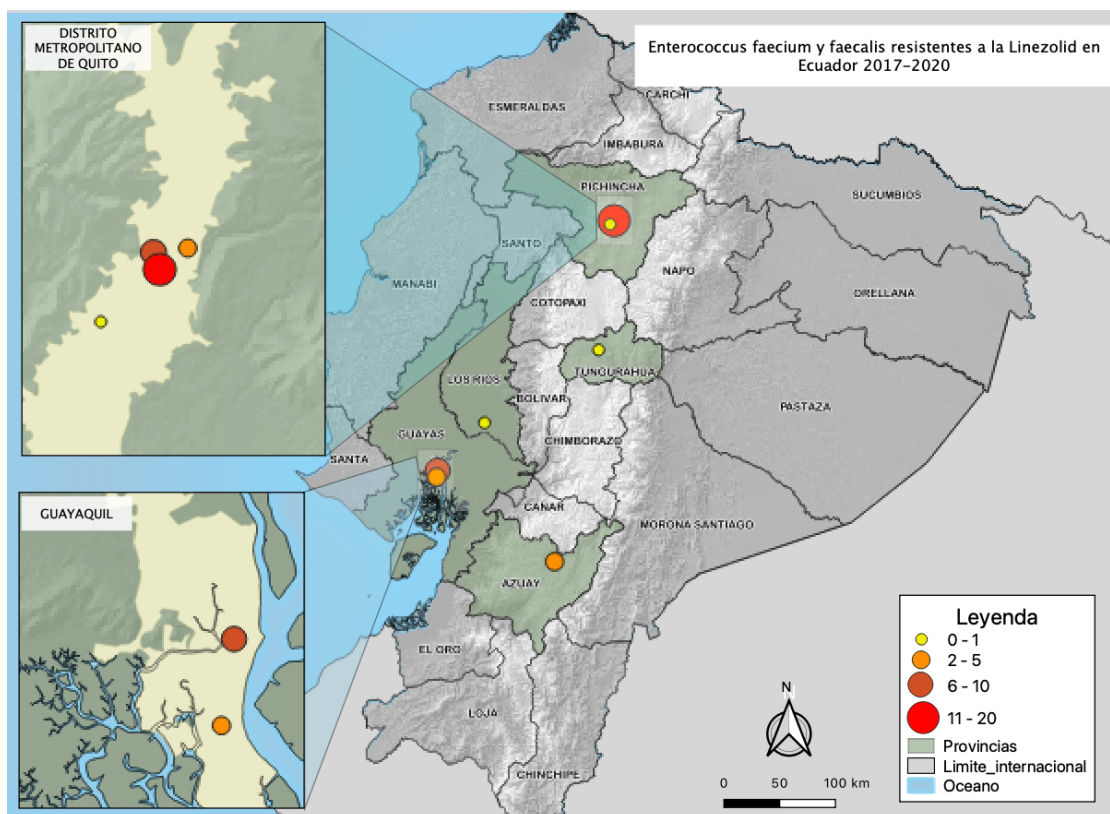 DISTRITO
METROPOLITANO
DE QUITO
Enterococcus faecium y faecalis resistentes a la Linezolid en
Ecuador 2017-2020
CARCHI
ESMERALDAS
IMBABURA
PICHINCHA
SUCUMBIOS
SANTO
NAPO
MANABI
ORELLANA
COTOPAXI
TUNGURAHUA
LOS RIOS
BOLIVAR
PASTAZA
GUAYAS
CHIMBORAZO
SANTA
GUAYAQUIL
CANAR
MORONA SANTIAGO
AZUAY
EL ORO
LOJA
CHINCHIPE
N
0 50 100 km
Leyenda
0 - 1
2 - 5
6 - 10
11 - 20
Provincias
Limite_internacional
Oceano